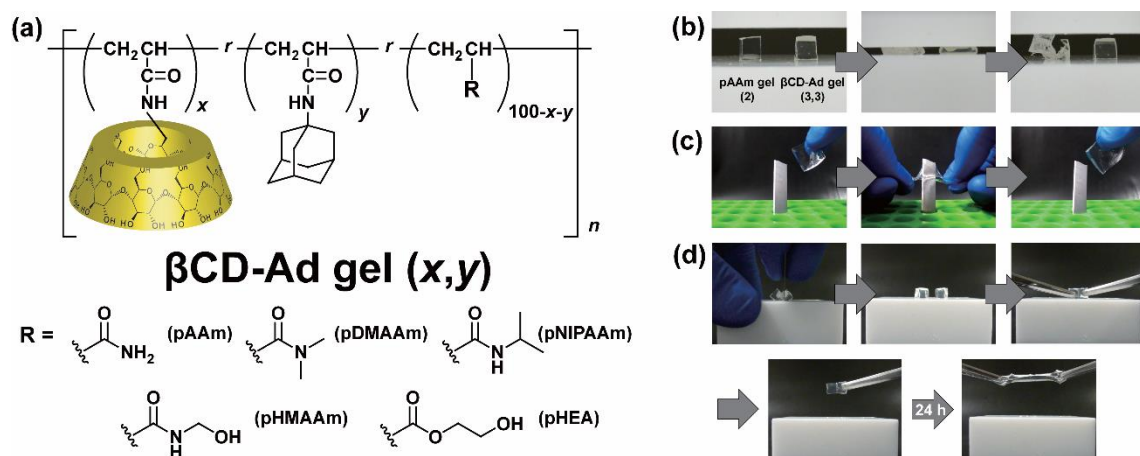 (a)
CH₂CH
r
CH₂CH
r
CH₂CH
C=O
C=O
R
NH
x
HN
y
100-x-y
n
βCD-Ad gel (x,y)
R =
O
NH₂
(pAAm)
O
N
(pDMAAm)
O
N
H
(pNIPAAm)
O
N
H
OH
(pHMAAm)
O
O
OH
(pHEA)
(b)
pAAm gel
(2)
βCD-Ad gel
(3,3)
(c)
(d)
24 h